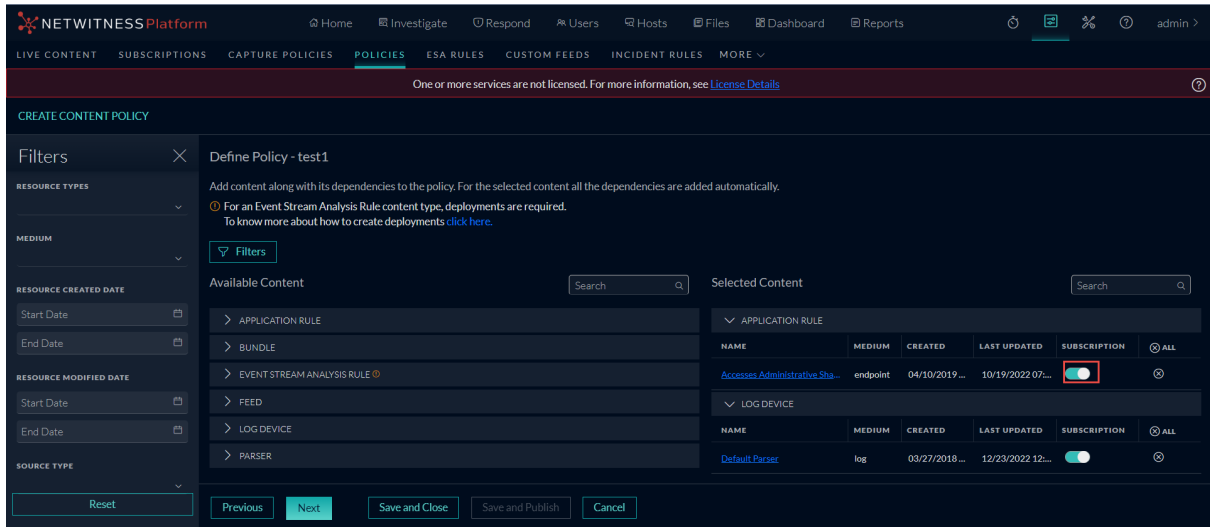 NETWITNESS Platform Home Investigate Respond Users Hosts Files Dashboard Reports admin >
LIVE CONTENT SUBSCRIPTIONS CAPTURE POLICIES POLICIES ESA RULES CUSTOM FEEDS INCIDENT RULES MORE
One or more services are not licensed. For more information, see License Details
CREATE CONTENT POLICY
Filters
RESOURCE TYPES
MEDIUM
RESOURCE CREATED DATE
Start Date
End Date
RESOURCE MODIFIED DATE
Start Date
End Date
SOURCE TYPE
Reset
Define Policy - test1
Add content along with its dependencies to the policy. For the selected content all the dependencies are added automatically.
For an Event Stream Analysis Rule content type, deployments are required.
To know more about how to create deployments click here.
Filters
Available Content Search
APPLICATION RULE
BUNDLE
EVENT STREAM ANALYSIS RULE
FEED
LOG DEVICE
PARSER
Selected Content Search
APPLICATION RULE
NAME MEDIUM CREATED LAST UPDATED SUBSCRIPTION ALL
Accesses Administrative Sha... endpoint 04/10/2019 ... 10/19/2022 07:...
LOG DEVICE
NAME MEDIUM CREATED LAST UPDATED SUBSCRIPTION ALL
Default Parser log 03/27/2018 ... 12/23/2022 12:...
Previous Next Save and Close Save and Publish Cancel